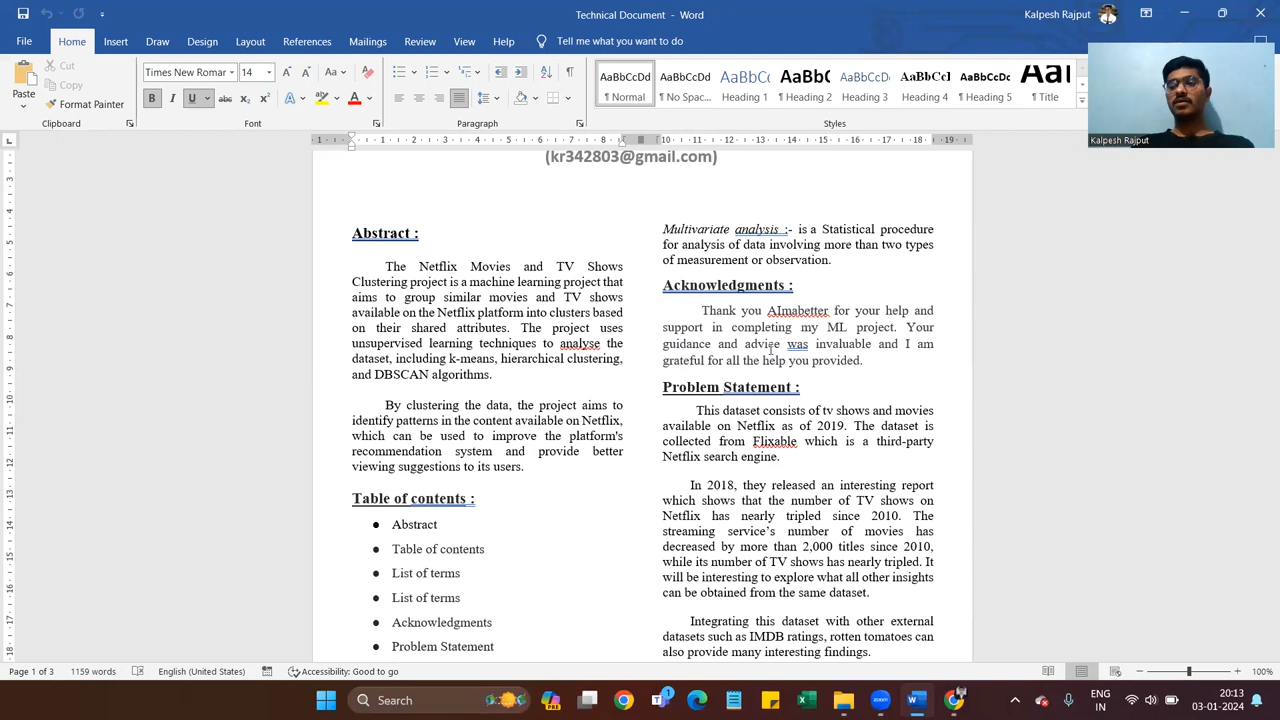 Technical Document - Word
Kalpesh Rajput
File
Home
Insert
Draw
Design
Layout
References
Mailings
Review
View
Help
Tell me what you want to do
Paste
Cut
Copy
Format Painter
Clipboard
Times New Romar
14
Font
Paragraph
AaBbCcDd
¶ Normal
AaBbCcDd
¶ No Spac...
AaBbCc
Heading 1
AaBb(
¶ Heading 2
AaBbCcDd
Heading 3
AaBbCcI
Heading 4
AaBbCcDd
¶ Heading 5
AaI
¶ Title
Styles
Kalpesh Rajput
(kr342803@gmail.com)
Abstract :
The Netflix Movies and TV Shows
Clustering project is a machine learning project that
aims to group similar movies and TV shows
available on the Netflix platform into clusters based
on their shared attributes. The project uses
unsupervised learning techniques to analyse the
dataset, including k-means, hierarchical clustering,
and DBSCAN algorithms.
By clustering the data, the project aims to
identify patterns in the content available on Netflix,
which can be used to improve the platform's
recommendation system and provide better
viewing suggestions to its users.
Table of contents :
● Abstract
● Table of contents
● List of terms
● List of terms
● Acknowledgments
● Problem Statement
Multivariate analysis :- is a Statistical procedure
for analysis of data involving more than two types
of measurement or observation.
Acknowledgments :
Thank you AImabetter for your help and
support in completing my ML project. Your
guidance and advice was invaluable and I am
grateful for all the help you provided.
Problem Statement :
This dataset consists of tv shows and movies
available on Netflix as of 2019. The dataset is
collected from Flixable which is a third-party
Netflix search engine.
In 2018, they released an interesting report
which shows that the number of TV shows on
Netflix has nearly tripled since 2010. The
streaming service's number of movies has
decreased by more than 2,000 titles since 2010,
while its number of TV shows has nearly tripled. It
will be interesting to explore what all other insights
can be obtained from the same dataset.
Integrating this dataset with other external
datasets such as IMDB ratings, rotten tomatoes can
also provide many interesting findings.
Page 1 of 3
1159 words
English (United States)
Accessibility: Good to go
100%
Search
ENG
IN
20:13
03-01-2024